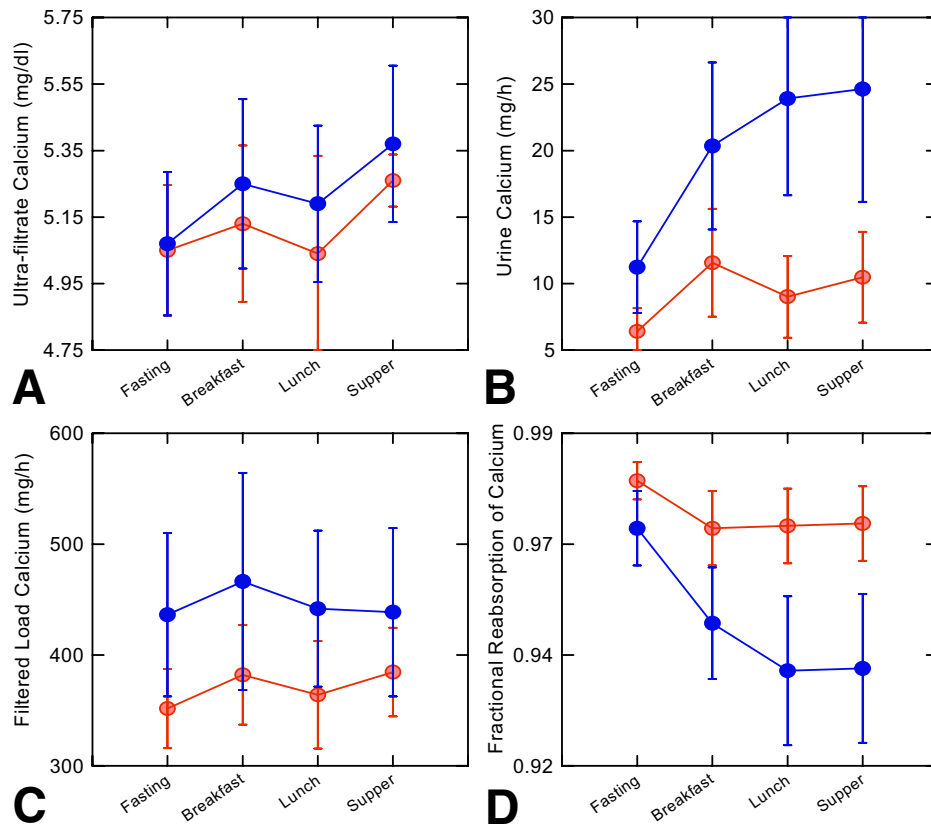 Ultra-filtrate Calcium (mg/dl)
5.75
5.55
5.35
5.15
4.95
4.75
Fasting
Breakfast
Lunch
Supper
A
Urine Calcium (mg/h)
30
25
20
15
10
5
Fasting
Breakfast
Lunch
Supper
B
Filtered Load Calcium (mg/h)
600
500
400
300
Fasting
Breakfast
Lunch
Supper
C
Fractional Reabsorption of Calcium
0.99
0.97
0.94
0.92
Fasting
Breakfast
Lunch
Supper
D